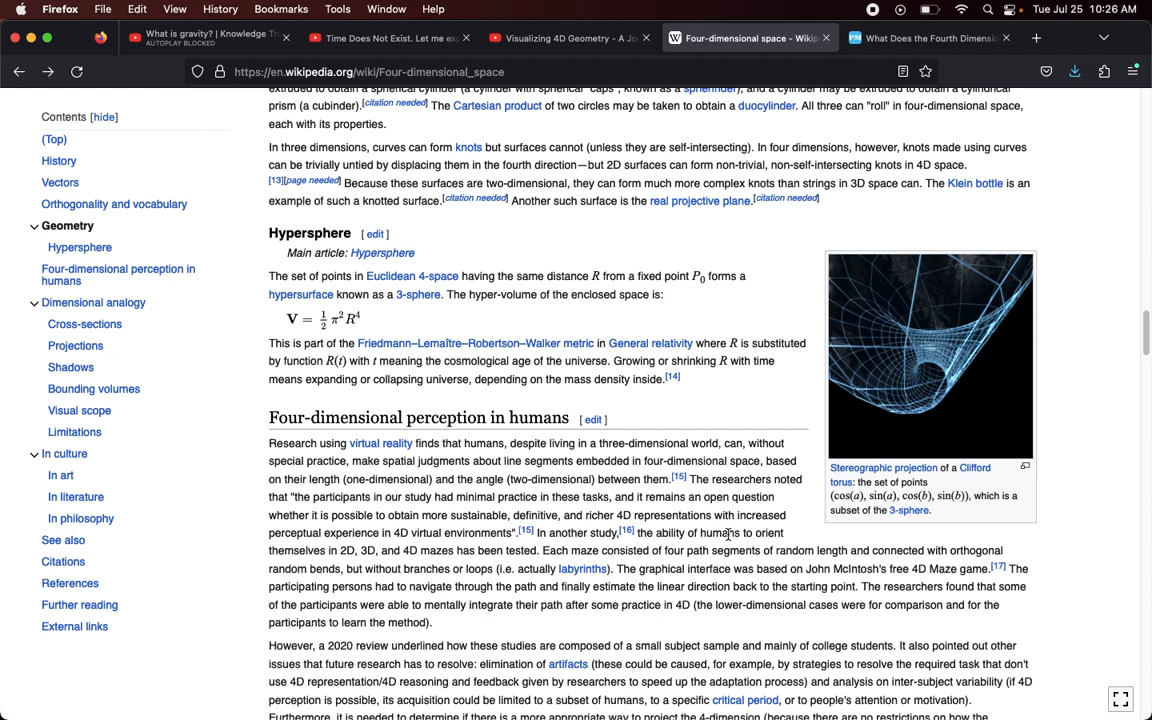 Firefox File Edit View History Bookmarks Tools Window Help Tue Jul 25 10:26 AM
What is gravity? | Knowledge Tr
AUTOPLAY BLOCKED
Time Does Not Exist. Let me ex
Visualizing 4D Geometry - A Jo
Four-dimensional space - Wikip
What Does the Fourth Dimensio
https://en.wikipedia.org/wiki/Four-dimensional_space
Contents [hide]
(Top)
History
Vectors
Orthogonality and vocabulary
Geometry
Hypersphere
Four-dimensional perception in
humans
Dimensional analogy
Cross-sections
Projections
Shadows
Bounding volumes
Visual scope
Limitations
In culture
In art
In literature
In philosophy
See also
Citations
References
Further reading
External links
extruded to obtain a spherical cylinder (a cylinder with spherical "caps", known as a spherinder), and a cylinder may be extruded to obtain a cylindrical
prism (a cubinder).[citation needed] The Cartesian product of two circles may be taken to obtain a duocylinder. All three can "roll" in four-dimensional space,
each with its properties.
In three dimensions, curves can form knots but surfaces cannot (unless they are self-intersecting). In four dimensions, however, knots made using curves
can be trivially untied by displacing them in the fourth direction—but 2D surfaces can form non-trivial, non-self-intersecting knots in 4D space.
[13][page needed] Because these surfaces are two-dimensional, they can form much more complex knots than strings in 3D space can. The Klein bottle is an
example of such a knotted surface.[citation needed] Another such surface is the real projective plane.[citation needed]
Hypersphere [ edit ]
Main article: Hypersphere
The set of points in Euclidean 4-space having the same distance R from a fixed point P₀ forms a
hypersurface known as a 3-sphere. The hyper-volume of the enclosed space is:
V = ½ π² R⁴
This is part of the Friedmann–Lemaître–Robertson–Walker metric in General relativity where R is substituted
by function R(t) with t meaning the cosmological age of the universe. Growing or shrinking R with time
means expanding or collapsing universe, depending on the mass density inside.[14]
Stereographic projection of a Clifford
torus: the set of points
(cos(a), sin(a), cos(b), sin(b)), which is a
subset of the 3-sphere.
Four-dimensional perception in humans [ edit ]
Research using virtual reality finds that humans, despite living in a three-dimensional world, can, without
special practice, make spatial judgments about line segments embedded in four-dimensional space, based
on their length (one-dimensional) and the angle (two-dimensional) between them.[15] The researchers noted
that "the participants in our study had minimal practice in these tasks, and it remains an open question
whether it is possible to obtain more sustainable, definitive, and richer 4D representations with increased
perceptual experience in 4D virtual environments".[15] In another study,[16] the ability of humans to orient
themselves in 2D, 3D, and 4D mazes has been tested. Each maze consisted of four path segments of random length and connected with orthogonal
random bends, but without branches or loops (i.e. actually labyrinths). The graphical interface was based on John McIntosh's free 4D Maze game.[17] The
participating persons had to navigate through the path and finally estimate the linear direction back to the starting point. The researchers found that some
of the participants were able to mentally integrate their path after some practice in 4D (the lower-dimensional cases were for comparison and for the
participants to learn the method).
However, a 2020 review underlined how these studies are composed of a small subject sample and mainly of college students. It also pointed out other
issues that future research has to resolve: elimination of artifacts (these could be caused, for example, by strategies to resolve the required task that don't
use 4D representation/4D reasoning and feedback given by researchers to speed up the adaptation process) and analysis on inter-subject variability (if 4D
perception is possible, its acquisition could be limited to a subset of humans, to a specific critical period, or to people's attention or motivation).
Furthermore, it is needed to determine if there is a more appropriate way to project the 4-dimension (because there are no restrictions on how the